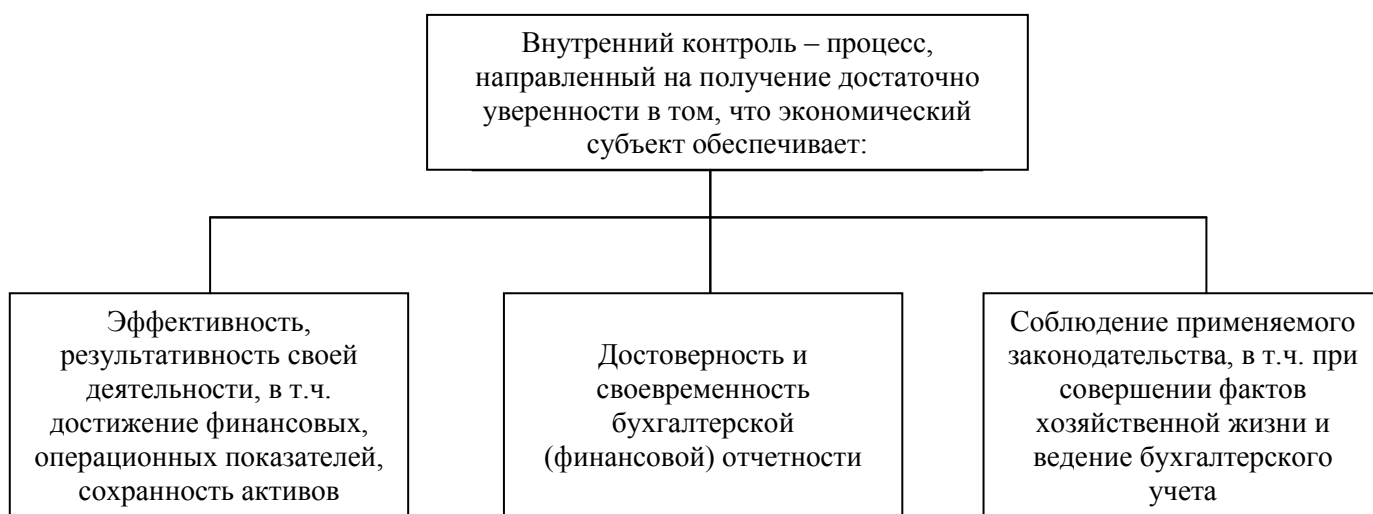 Внутренний контроль – процесс,
направленный на получение достаточно
уверенности в том, что экономический
субъект обеспечивает:
Эффективность,
результативность своей
деятельности, в т.ч.
достижение финансовых,
операционных показателей,
сохранность активов
Достоверность и
своевременность
бухгалтерской
(финансовой) отчетности
Соблюдение применяемого
законодательства, в т.ч. при
совершении фактов
хозяйственной жизни и
ведение бухгалтерского
учета